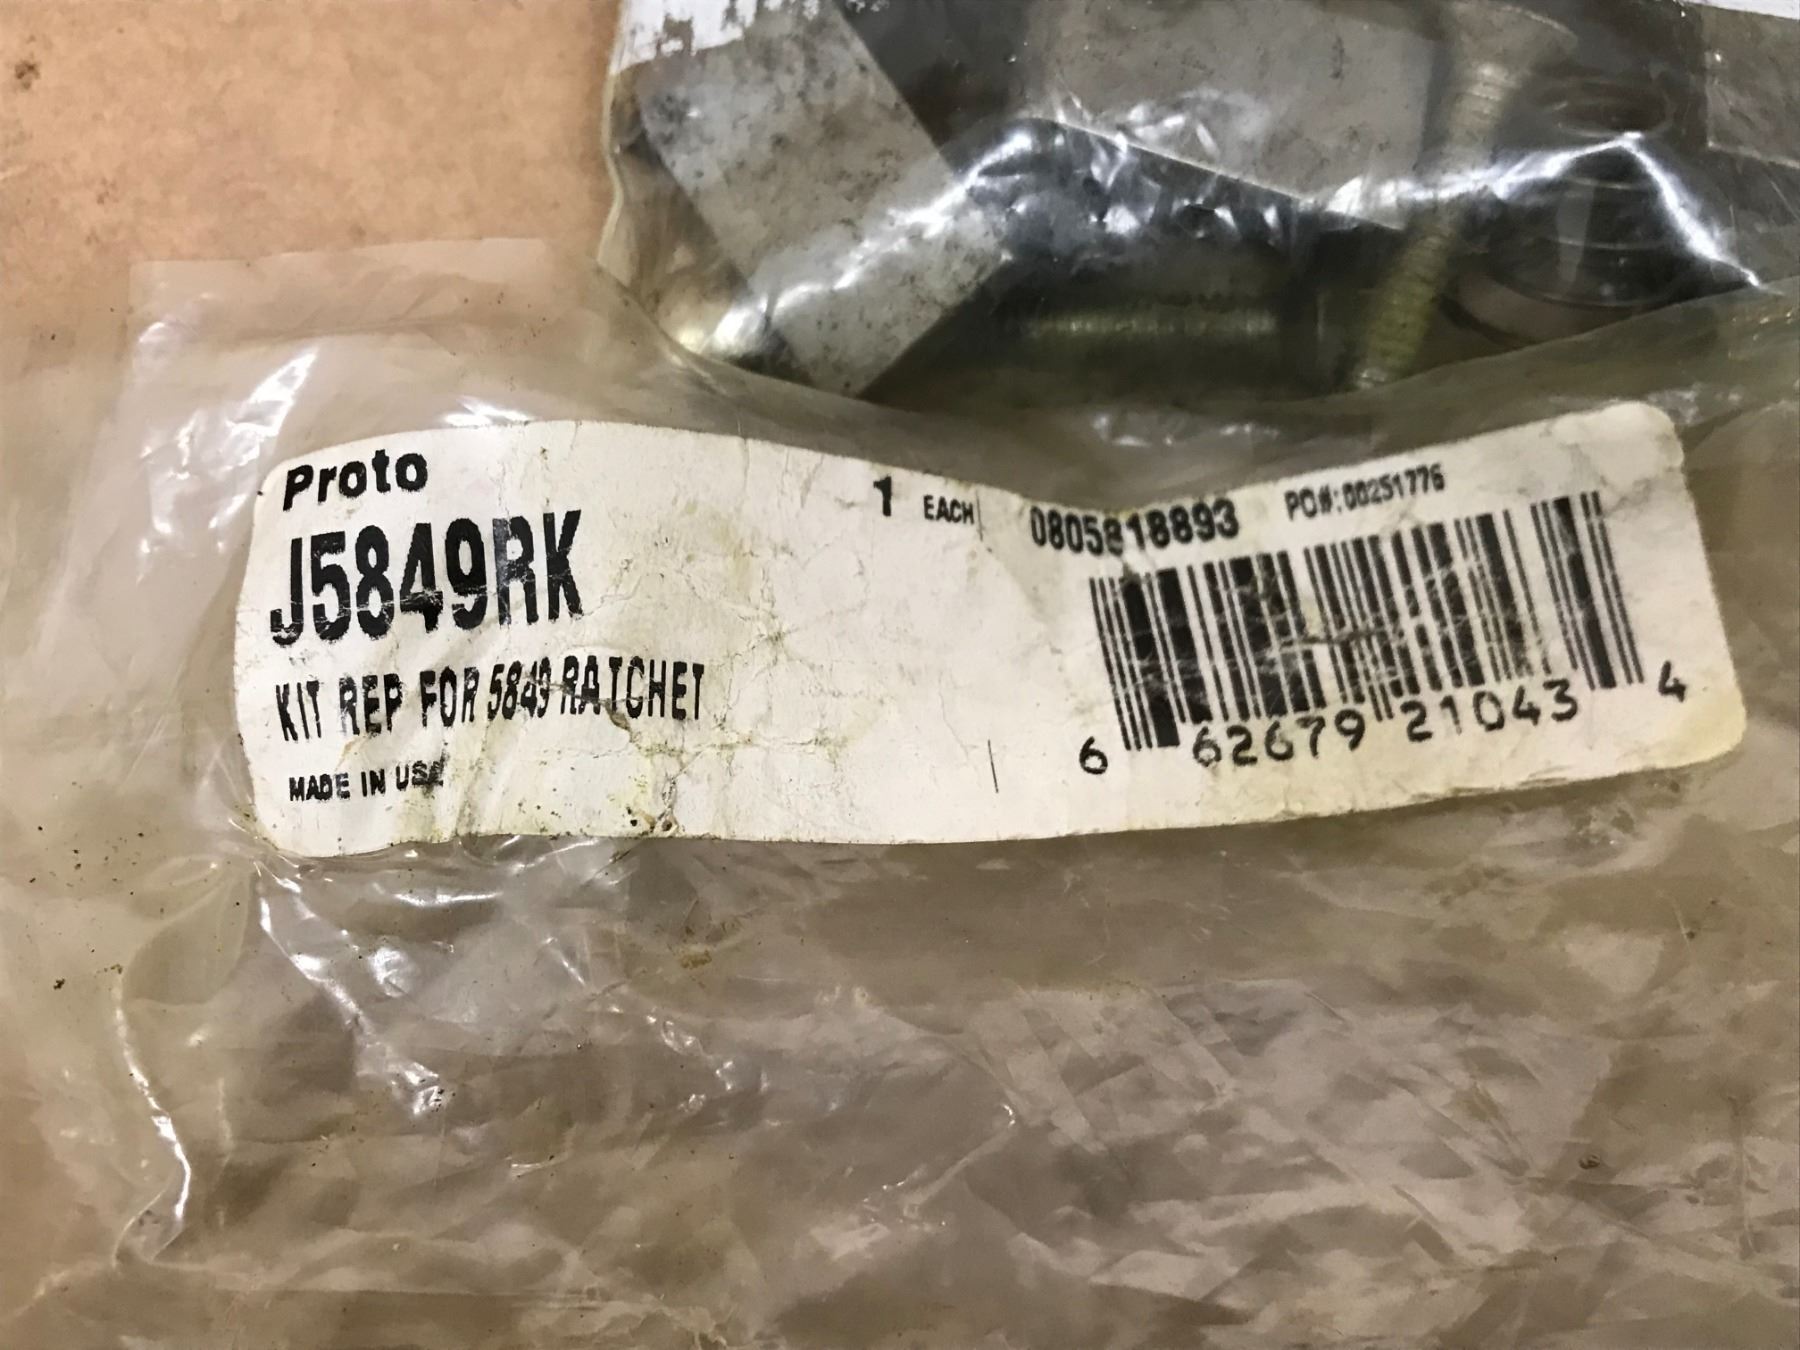 Proto
J5849RK
KIT REP FOR 5849 RATCHET
MADE IN USA
1 EACH
0805818893 PO#:00251776
6 62679 21043 4